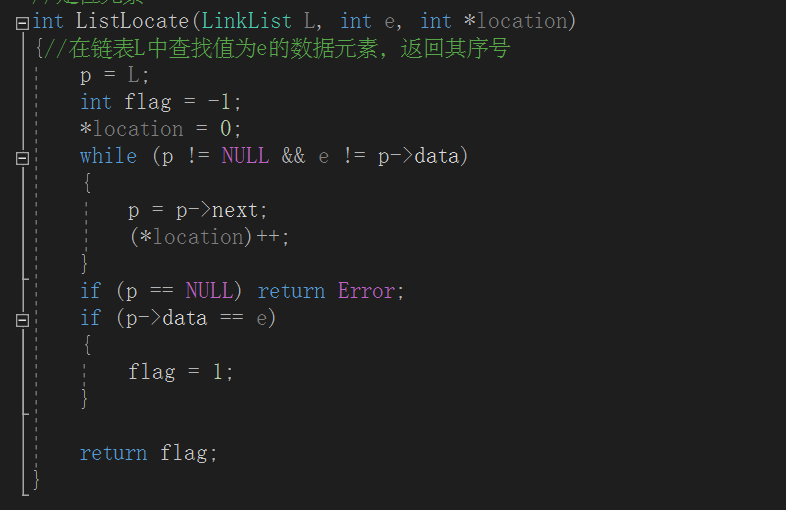 int ListLocate(LinkList L, int e, int *location)
{//在链表L中查找值为e的数据元素，返回其序号
p = L;
int flag = -1;
*location = 0;
while (p != NULL && e != p->data)
{
p = p->next;
(*location)++;
}
if (p == NULL) return Error;
if (p->data == e)
{
flag = 1;
}
return flag;
}